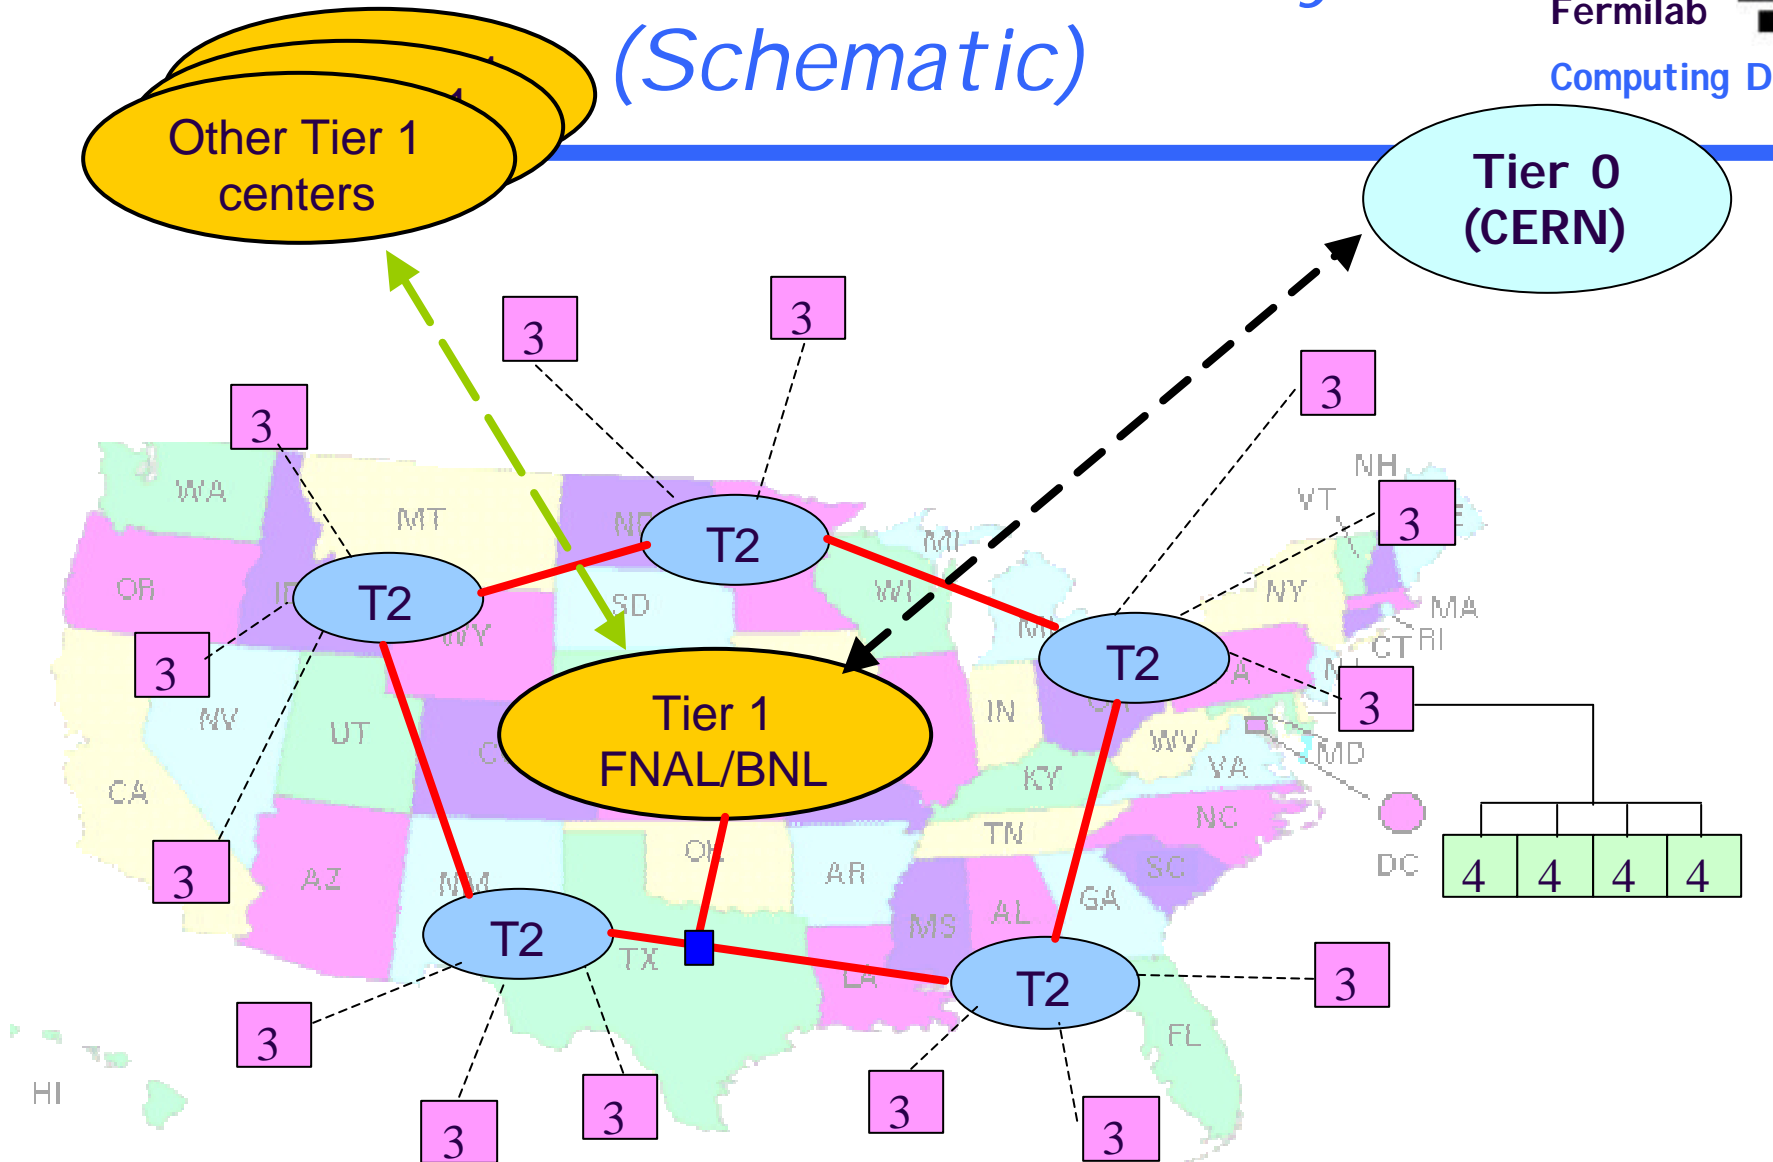 Fermilab
(Schematic)
Computing D
Other Tier 1
centers
Tier 0
(CERN)
3
3
3
3
NH
WA
MT
VT
3
T2
MI
OR
T2
SD
WI
NY
MA
RI
CT
WY
T2
3
Tier 1
FNAL/BNL
IN
3
NV
UT
WV
MD
VA
KY
CA
NC
TN
OK
AR
SC
DC
3
AZ
NM
GA
4 4 4 4
AL
MS
T2
TX
LA
T2
3
3
FL
HI
3
3
3
3